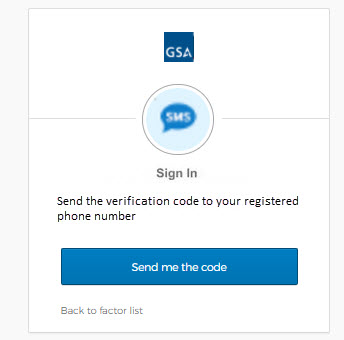 GSA
SMS
Sign In
Send the verification code to your registered
phone number
Send me the code
Back to factor list